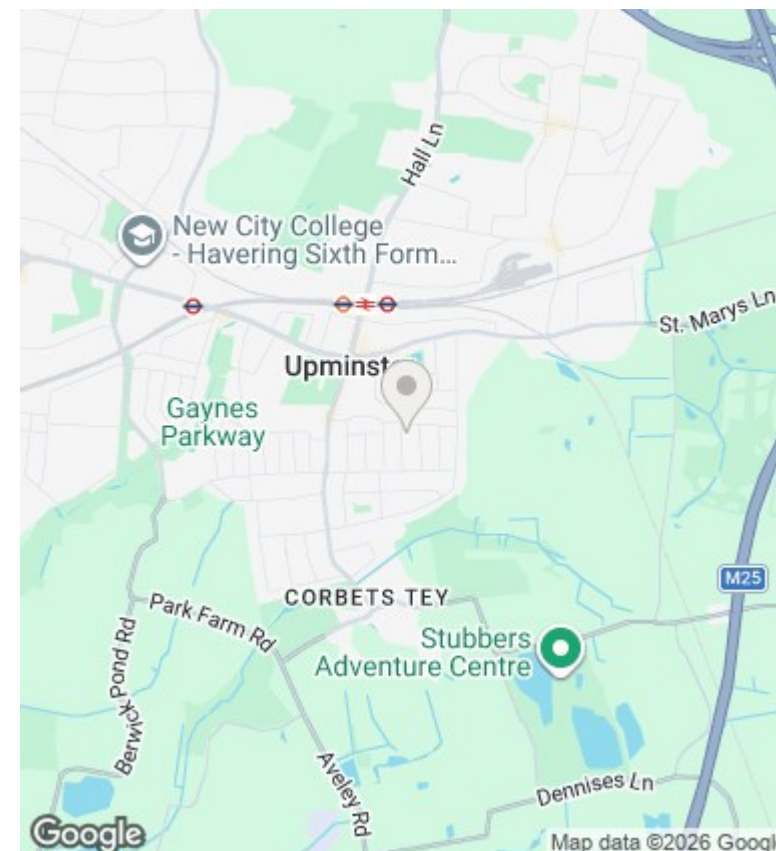 Hall Ln
New City College
- Havering Sixth Form...
St. Marys Ln
Upminst
Gaynes
Parkway
M25
CORBETS TEY
Park Farm Rd
Stubbers
Adventure Centre
Berwick Pond Rd
Aveley Rd
Dennises Ln
Google
Map data ©2026 Googl